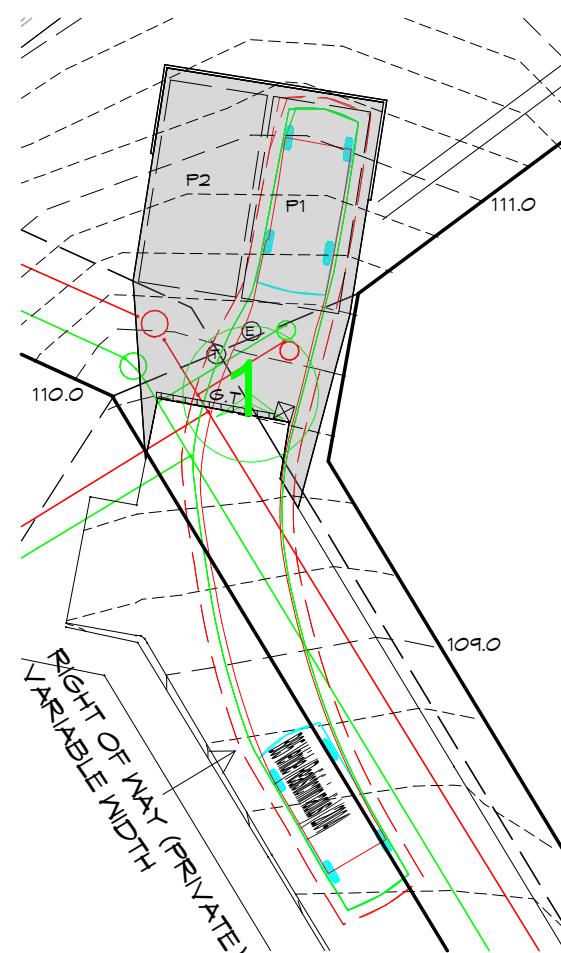 P2
P1
111.0
E
T
1
G.T
110.0
109.0
RIGHT OF WAY (PRIVATE)
VARIABLE WIDTH